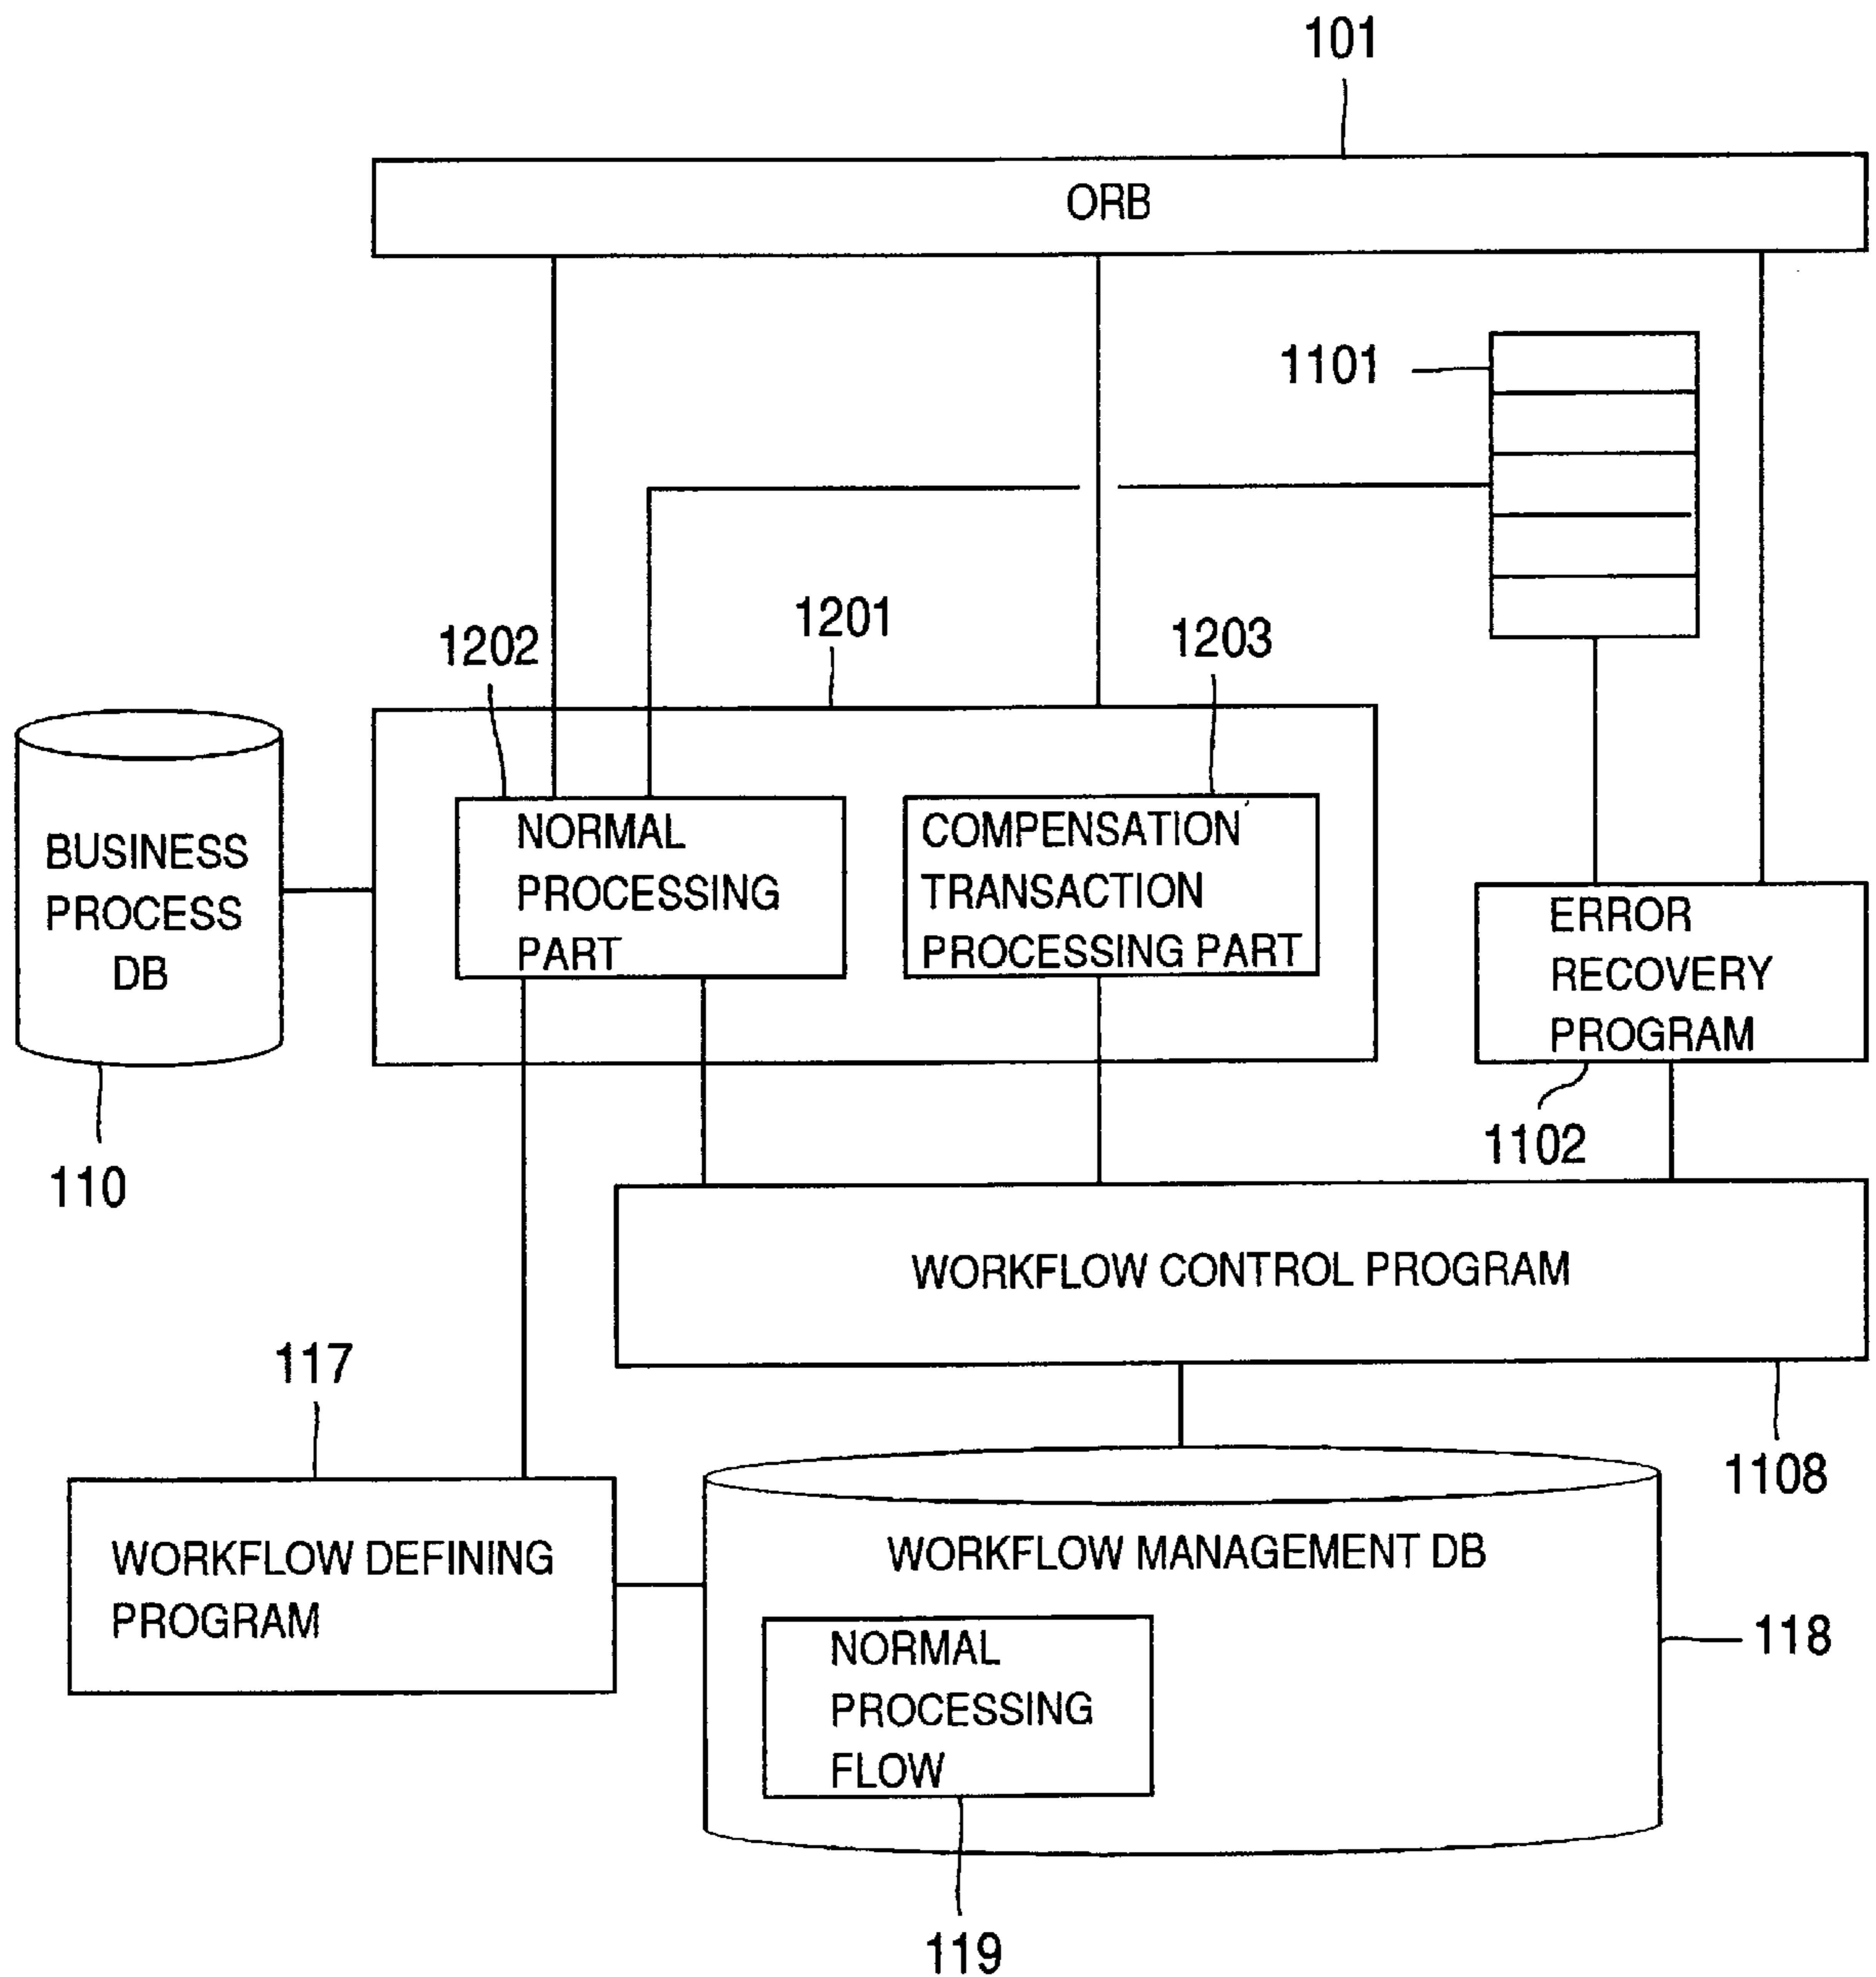 101
ORB
1101
1201
1202
1203
NORMAL
PROCESSING
PART
COMPENSATION
TRANSACTION
PROCESSING PART
BUSINESS
PROCESS
DB
ERROR
RECOVERY
PROGRAM
1102
110
WORKFLOW CONTROL PROGRAM
117
1108
WORKFLOW DEFINING
PROGRAM
WORKFLOW MANAGEMENT DB
118
NORMAL
PROCESSING
FLOW
119